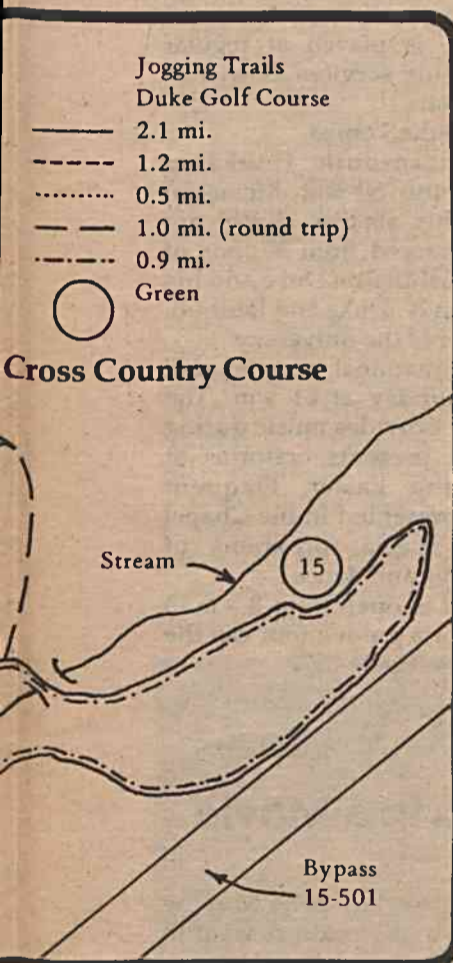 Jogging Trails
Duke Golf Course
2.1 mi.
1.2 mi.
0.5 mi.
1.0 mi. (round trip)
0.9 mi.
Green
Cross Country Course
Stream
15
Bypass
15-501